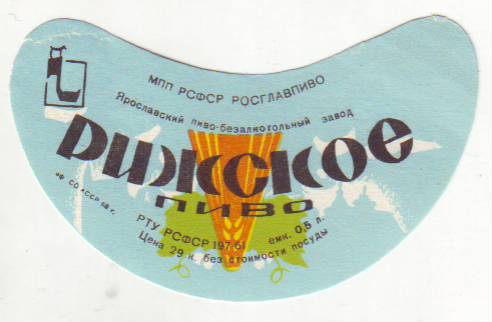 МПП РСФСР РОСГЛАВПИВО
Ярославский пиво-безалкогольный завод
Рижское
ПИВО
РТУ РСФСР 197-61 емк. 0,5 л.
Цена 29 к. без стоимости посуды